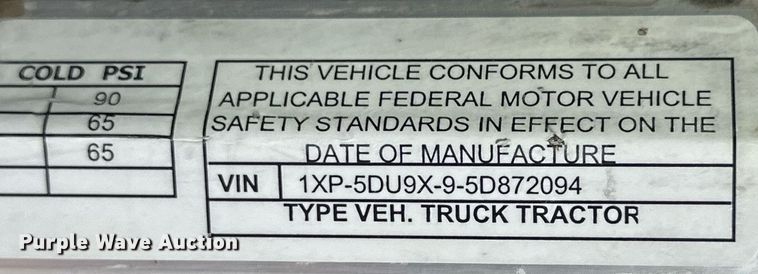 COLD PSI
90
65
65
THIS VEHICLE CONFORMS TO ALL
APPLICABLE FEDERAL MOTOR VEHICLE
SAFETY STANDARDS IN EFFECT ON THE
DATE OF MANUFACTURE
VIN 1XP-5DU9X-9-5D872094
TYPE VEH. TRUCK TRACTOR
Purple Wave Auction